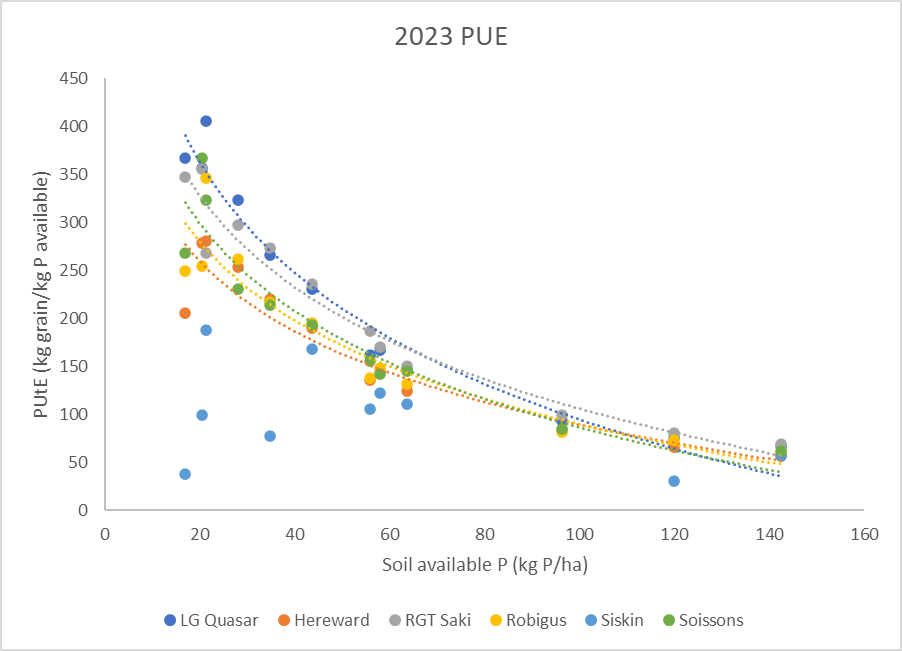 2023 PUE
PUtE (kg grain/kg P available)
450
400
350
300
250
200
150
100
50
0
0 20 40 60 80 100 120 140 160
Soil available P (kg P/ha)
LG Quasar Hereward RGT Saki Robigus Siskin Soissons